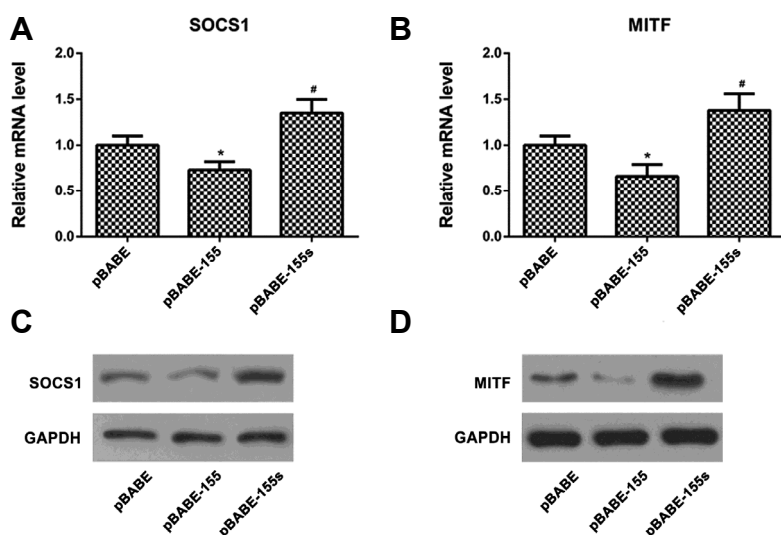 A
SOCS1
Relative mRNA level
2.0
1.5
1.0
0.5
0.0
*
#
pBABE
pBABE-155
pBABE-155s
B
MITF
Relative mRNA level
2.0
1.5
1.0
0.5
0.0
*
#
pBABE
pBABE-155
pBABE-155s
C
SOCS1
GAPDH
pBABE
pBABE-155
pBABE-155s
D
MITF
GAPDH
pBABE
pBABE-155
pBABE-155s